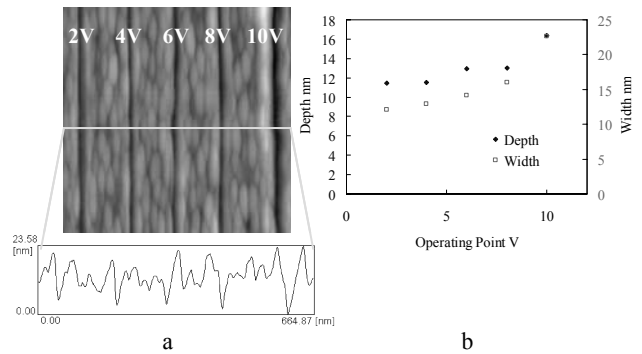 2V 4V 6V 8V 10V
23.58
[nm]
0.00
0.00
664.87 [nm]
a
Depth nm
18
16
14
12
10
8
6
4
2
0
Width nm
25
20
15
10
5
0
Depth
Width
0 5 10
Operating Point V
b